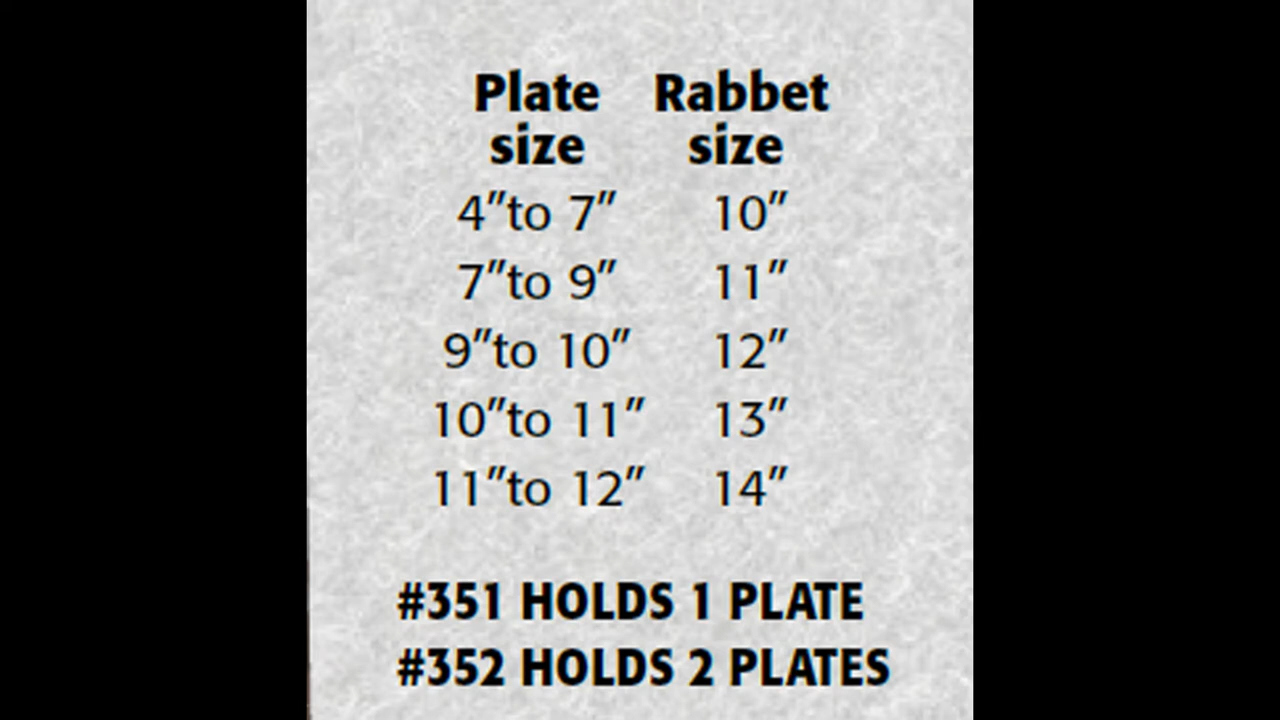 Plate Rabbet
size size
4″to 7″ 10″
7″to 9″ 11″
9″to 10″ 12″
10″to 11″ 13″
11″to 12″ 14″
#351 HOLDS 1 PLATE
#352 HOLDS 2 PLATES